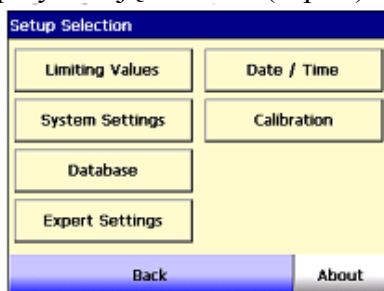 Setup Selection
Limiting Values
Date / Time
System Settings
Calibration
Database
Expert Settings
Back
About